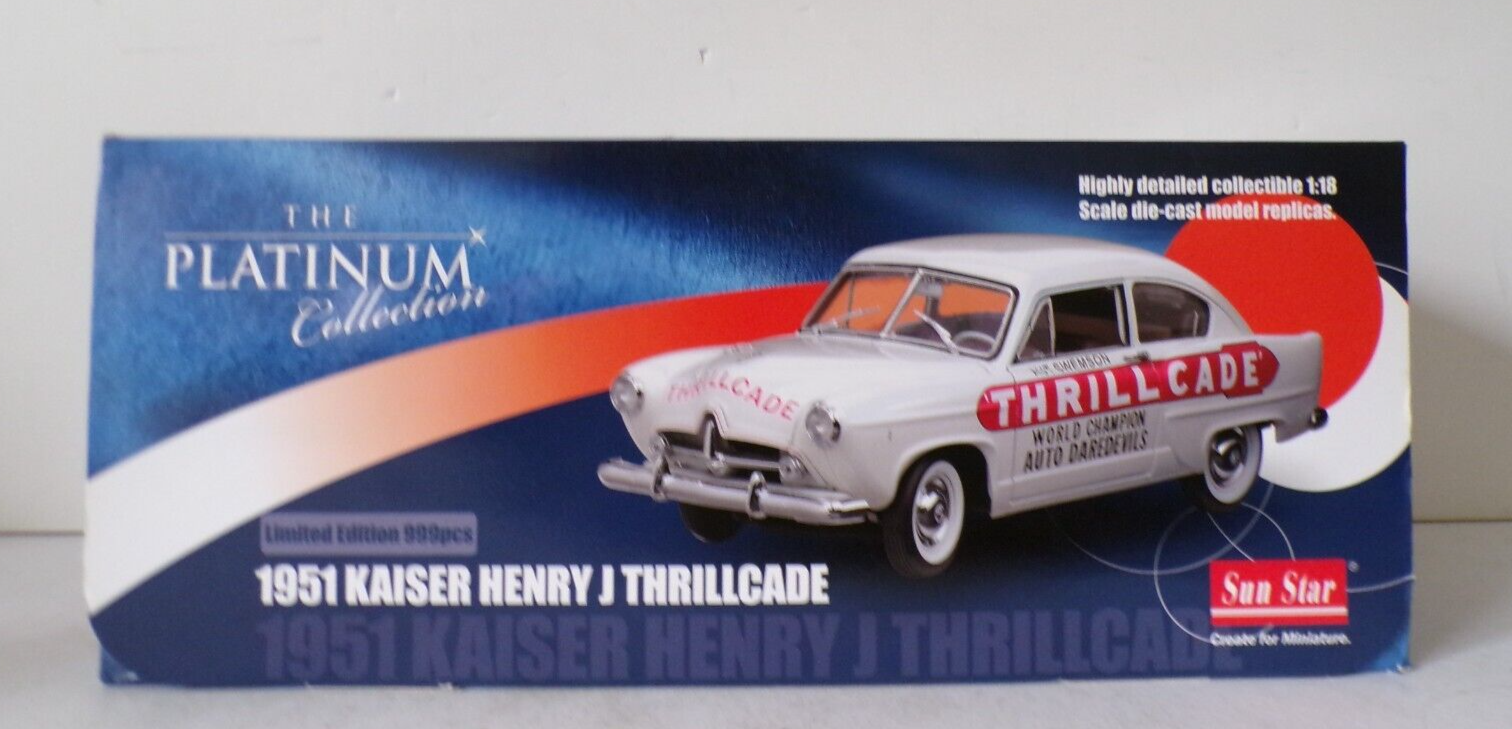 THE
PLATINUM
Collection
Highly detailed collectible 1:18
Scale die-cast model replicas.
THRILLCADE
SWENSON
THRILLCADE
WORLD CHAMPION
AUTO DAREDEVILS
Limited Edition 999pcs
1951 KAISER HENRY J THRILLCADE
1951 KAISER HENRY J THRILLCADE
Sun Star
Create for Miniature.